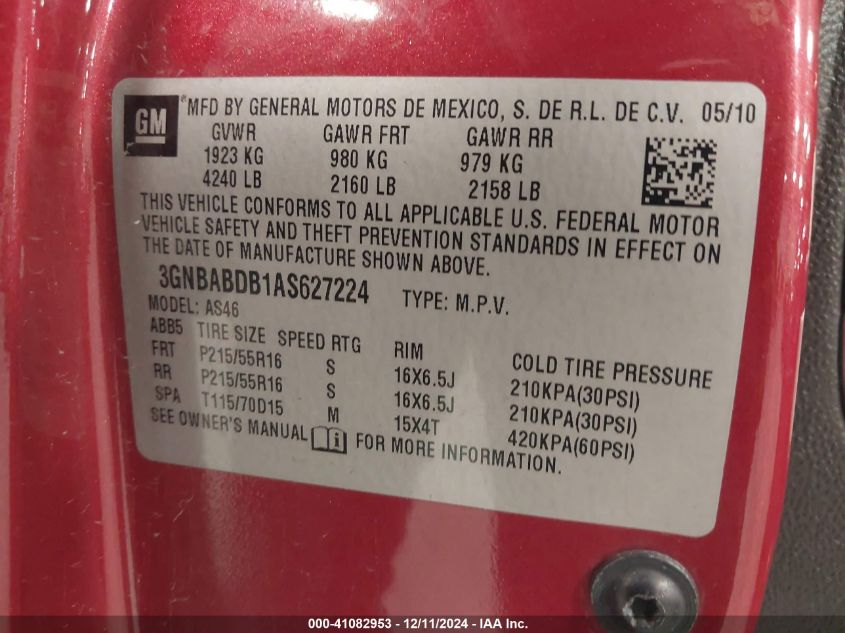 GM
*MFD BY GENERAL MOTORS DE MEXICO, S. DE R.L. DE C.V. 05/10
GVWR GAWR FRT GAWR RR
1923 KG 980 KG 979 KG
4240 LB 2160 LB 2158 LB
THIS VEHICLE CONFORMS TO ALL APPLICABLE U.S. FEDERAL MOTOR
VEHICLE SAFETY AND THEFT PREVENTION STANDARDS IN EFFECT ON
THE DATE OF MANUFACTURE SHOWN ABOVE.
3GNBABDB1AS627224 TYPE: M.P.V.
MODEL: AS46
ABB5 TIRE SIZE SPEED RTG RIM COLD TIRE PRESSURE
FRT P215/55R16 S 16X6.5J 210KPA(30PSI)
RR P215/55R16 S 16X6.5J 210KPA(30PSI)
SPA T115/70D15 M 15X4T 420KPA(60PSI)
SEE OWNER'S MANUAL i FOR MORE INFORMATION.
000-41082953 - 12/11/2024 - IAA Inc.